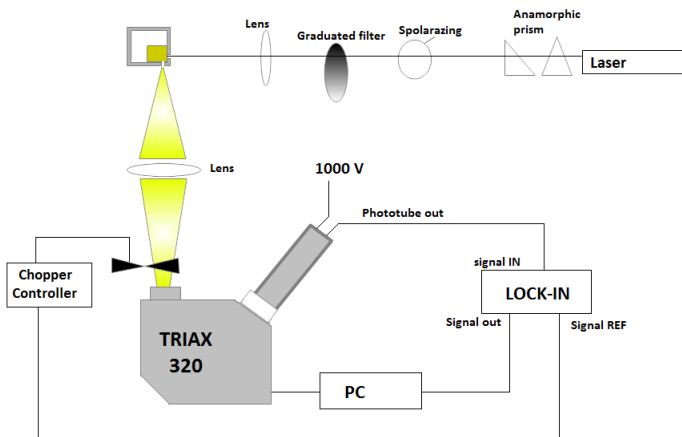 Anamorphic
prism
Lens
Graduated filter
Spolarazing
Laser
Lens
1000 V
Phototube out
signal IN
Chopper
Controller
LOCK-IN
Signal out
Signal REF
TRIAX
320
PC